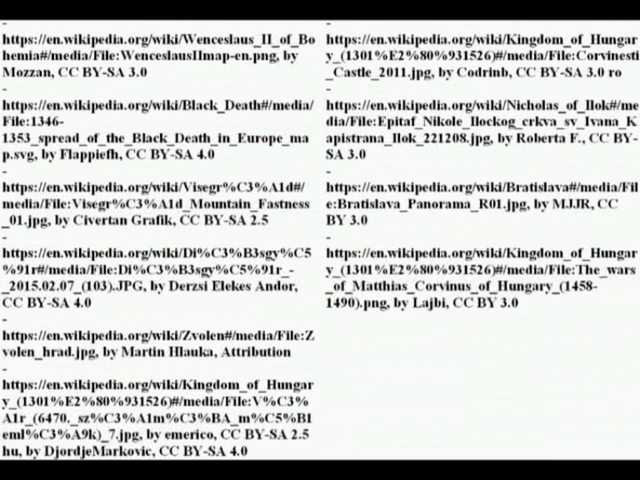 -
https://en.wikipedia.org/wiki/Wenceslaus_II_of_Bo
hemia#/media/File:WenceslausIImap-en.png, by
Mozzan, CC BY-SA 3.0
-
https://en.wikipedia.org/wiki/Black_Death#/media/
File:1346-
1353_spread_of_the_Black_Death_in_Europe_ma
p.svg, by Flappiefh, CC BY-SA 4.0
-
https://en.wikipedia.org/wiki/Visegr%C3%A1d#/
media/File:Visegr%C3%A1d_Mountain_Fastness
_01.jpg, by Civertan Grafik, CC BY-SA 2.5
-
https://en.wikipedia.org/wiki/Di%C3%B3sgy%C5
%91r#/media/File:Di%C3%B3sgy%C5%91r_-
_2015.02.07_(103).JPG, by Derzsi Elekes Andor,
CC BY-SA 4.0
-
https://en.wikipedia.org/wiki/Zvolen#/media/File:Z
volen_hrad.jpg, by Martin Hlauka, Attribution
-
https://en.wikipedia.org/wiki/Kingdom_of_Hungar
y_(1301%E2%80%931526)#/media/File:V%C3%
A1r_(6470._sz%C3%A1m%C3%BA_m%C5%B1
eml%C3%A9k)_7.jpg, by emerico, CC BY-SA 2.5
hu, by DjordjeMarkovic, CC BY-SA 4.0
-
https://en.wikipedia.org/wiki/Kingdom_of_Hungar
y_(1301%E2%80%931526)#/media/File:Corvinesti
_Castle_2011.jpg, by Codrinb, CC BY-SA 3.0 ro
-
https://en.wikipedia.org/wiki/Nicholas_of_Ilok#/me
dia/File:Epitaf_Nikole_Ilockog_crkva_sv_Ivana_K
apistrana_Ilok_221208.jpg, by Roberta F., CC BY-
SA 3.0
-
https://en.wikipedia.org/wiki/Bratislava#/media/Fil
e:Bratislava_Panorama_R01.jpg, by MJJR, CC
BY 3.0
-
https://en.wikipedia.org/wiki/Kingdom_of_Hungar
y_(1301%E2%80%931526)#/media/File:The_wars
_of_Matthias_Corvinus_of_Hungary_(1458-
1490).png, by Lajbi, CC BY 3.0